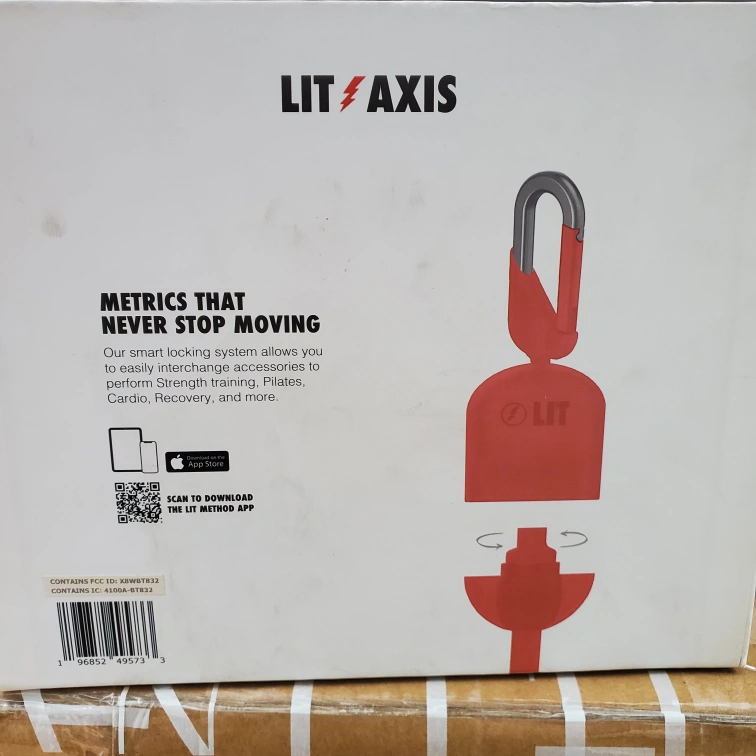 LIT AXIS
METRICS THAT
NEVER STOP MOVING
Our smart locking system allows you
to easily interchange accessories to
perform Strength training, Pilates,
Cardio, Recovery, and more.
Download on the
App Store
SCAN TO DOWNLOAD
THE LIT METHOD APP
LIT
CONTAINS FCC ID: X8WBT832
CONTAINS IC: 4100A-BT832
1 96852 49573 3